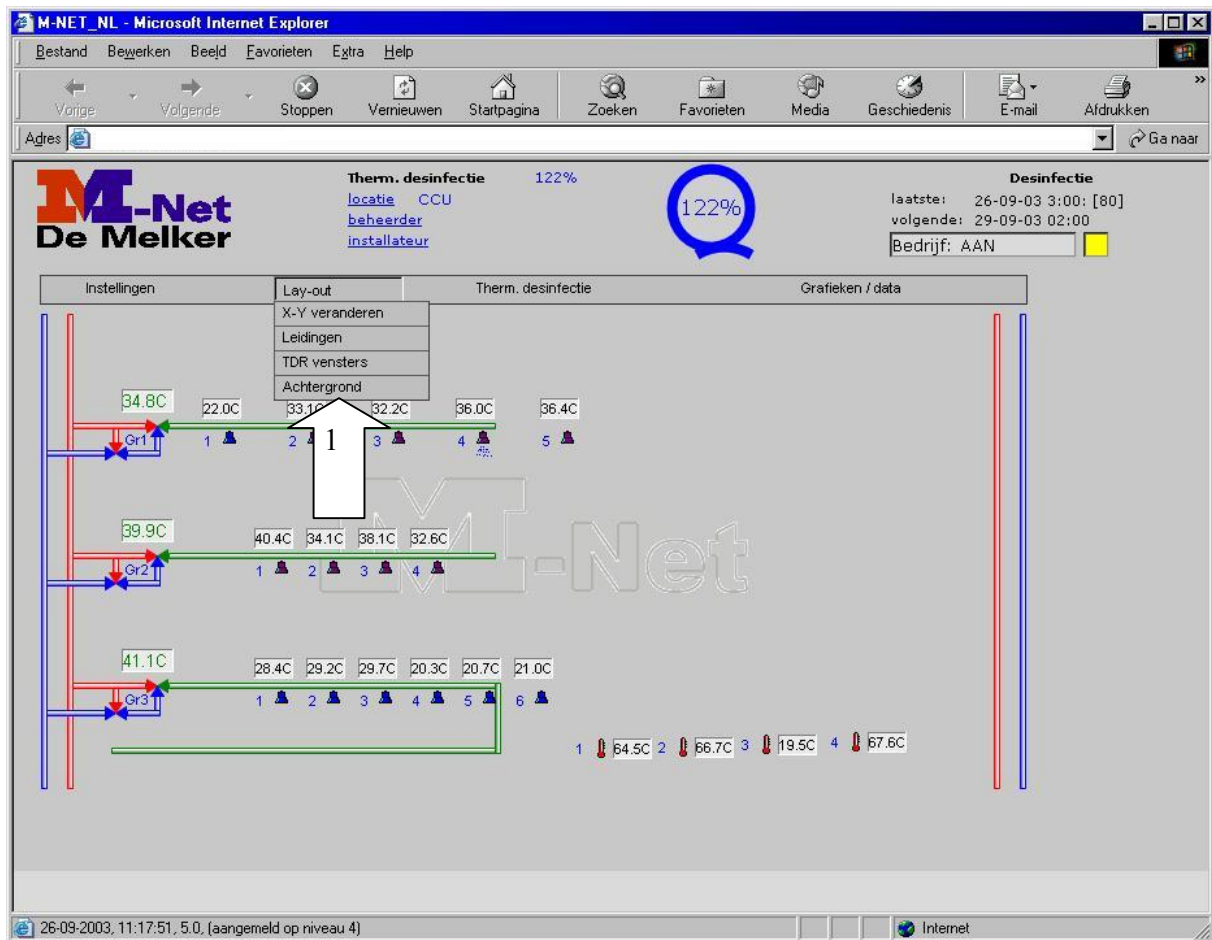 M-NET_NL - Microsoft Internet Explorer
Bestand Bewerken Beeld Favorieten Extra Help
Vorige Volgende Stoppen Vernieuwen Startpagina Zoeken Favorieten Media Geschiedenis E-mail Afdrukken »
Adres Ga naar
M-Net
De Melker
Therm. desinfectie 122%
locatie CCU
beheerder
installateur
122%
Desinfectie
laatste: 26-09-03 3:00: [80]
volgende: 29-09-03 02:00
Bedrijf: AAN
Instellingen Lay-out Therm. desinfectie Grafieken / data
X-Y veranderen
Leidingen
TDR vensters
Achtergrond
34.8C 22.0C 32.2C 36.0C 36.4C
Gr1 1 2 1 3 4 5
M-Net
39.9C 40.4C 34.1C 38.1C 32.6C
Gr2 1 2 3 4
41.1C 28.4C 29.2C 29.7C 20.3C 20.7C 21.0C
Gr3 1 2 3 4 5 6
1 64.5C 2 66.7C 3 19.5C 4 67.6C
26-09-2003, 11:17:51, 5.0, (aangemeld op niveau 4) Internet